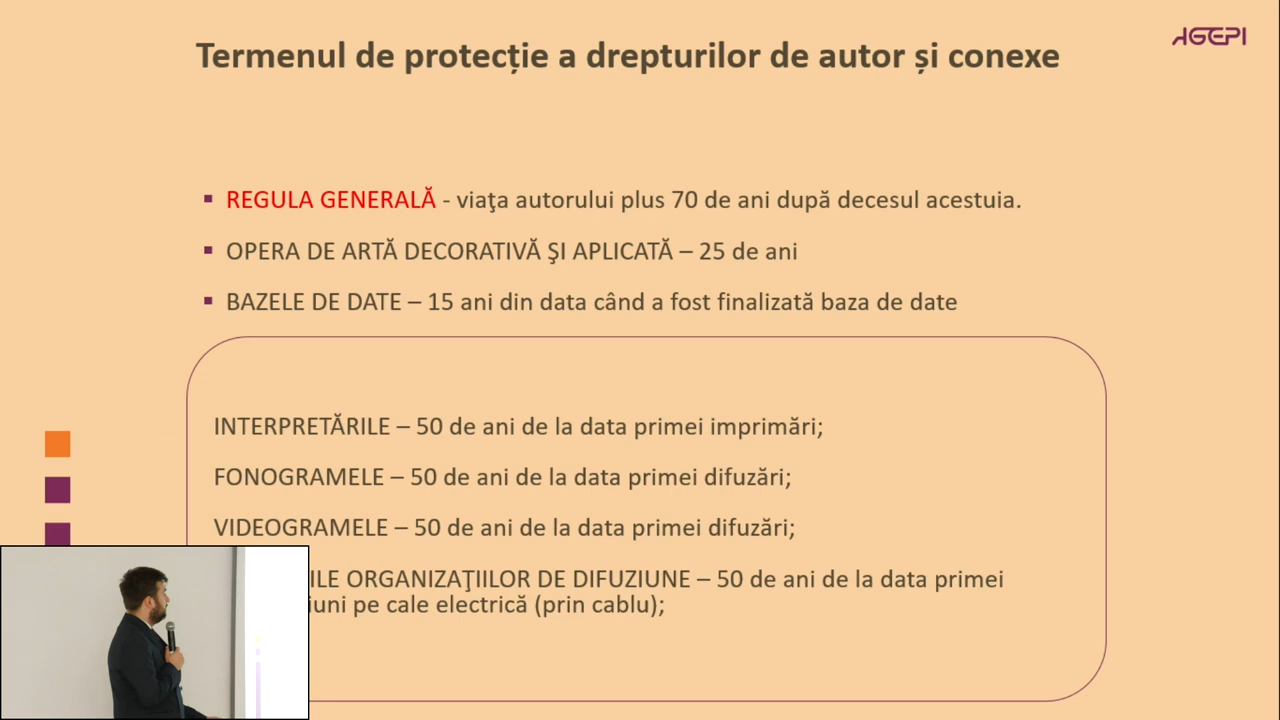 AGEPI
Termenul de protecție a drepturilor de autor și conexe
REGULA GENERALĂ - viaţa autorului plus 70 de ani după decesul acestuia.
OPERA DE ARTĂ DECORATIVĂ ŞI APLICATĂ – 25 de ani
BAZELE DE DATE – 15 ani din data când a fost finalizată baza de date
INTERPRETĂRILE – 50 de ani de la data primei imprimări;
FONOGRAMELE – 50 de ani de la data primei difuzări;
VIDEOGRAMELE – 50 de ani de la data primei difuzări;
ORGANIZAŢIILOR DE DIFUZIUNE – 50 de ani de la data primei
pe cale electrică (prin cablu);